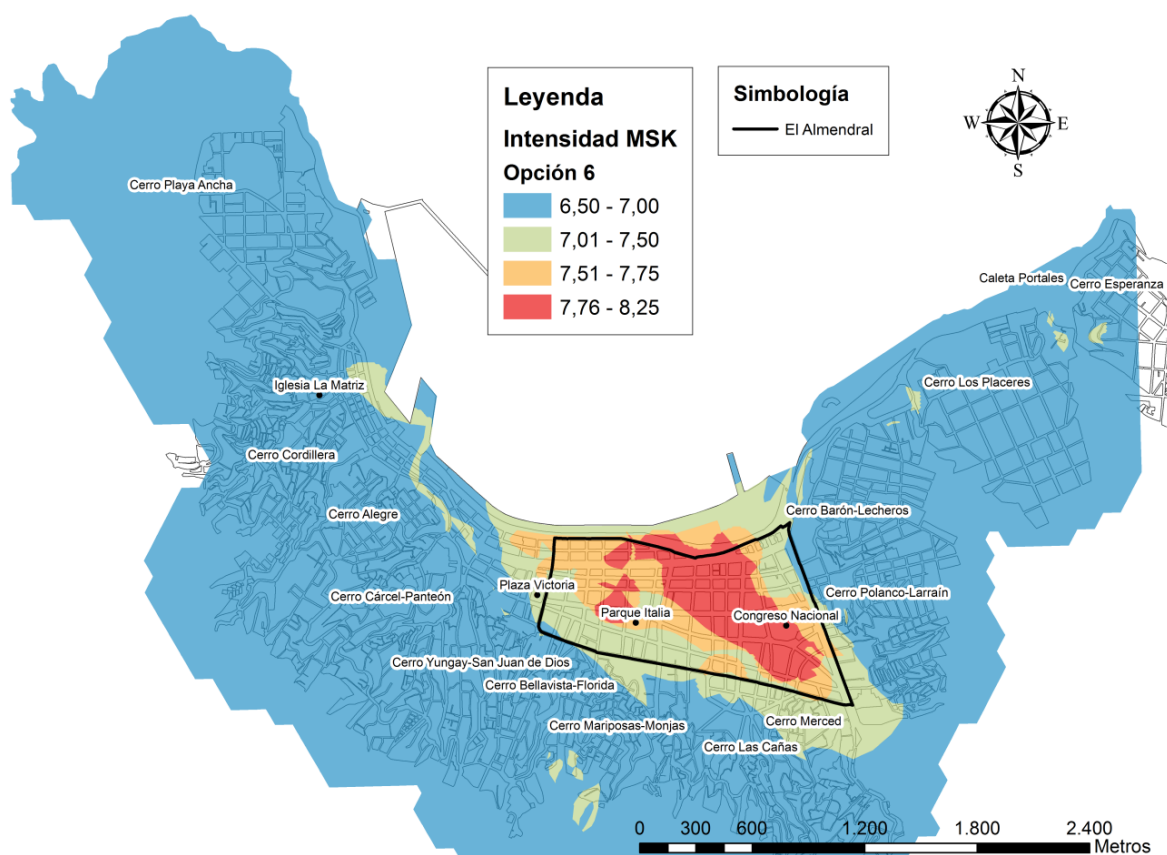 Leyenda
Intensidad MSK
Opción 6
6,50 - 7,00
7,01 - 7,50
7,51 - 7,75
7,76 - 8,25
Simbología
El Almendral
N
W
E
S
Cerro Playa Ancha
Caleta Portales
Cerro Esperanza
Iglesia La Matriz
Cerro Los Placeres
Cerro Cordillera
Cerro Alegre
Cerro Barón-Lecheros
Plaza Victoria
Cerro Cárcel-Panteón
Cerro Polanco-Larraín
Parque Italia
Congreso Nacional
Cerro Yungay-San Juan de Dios
Cerro Bellavista-Florida
Cerro Mariposas-Monjas
Cerro Merced
Cerro Las Cañas
0 300 600 1.200 1.800 2.400
Metros